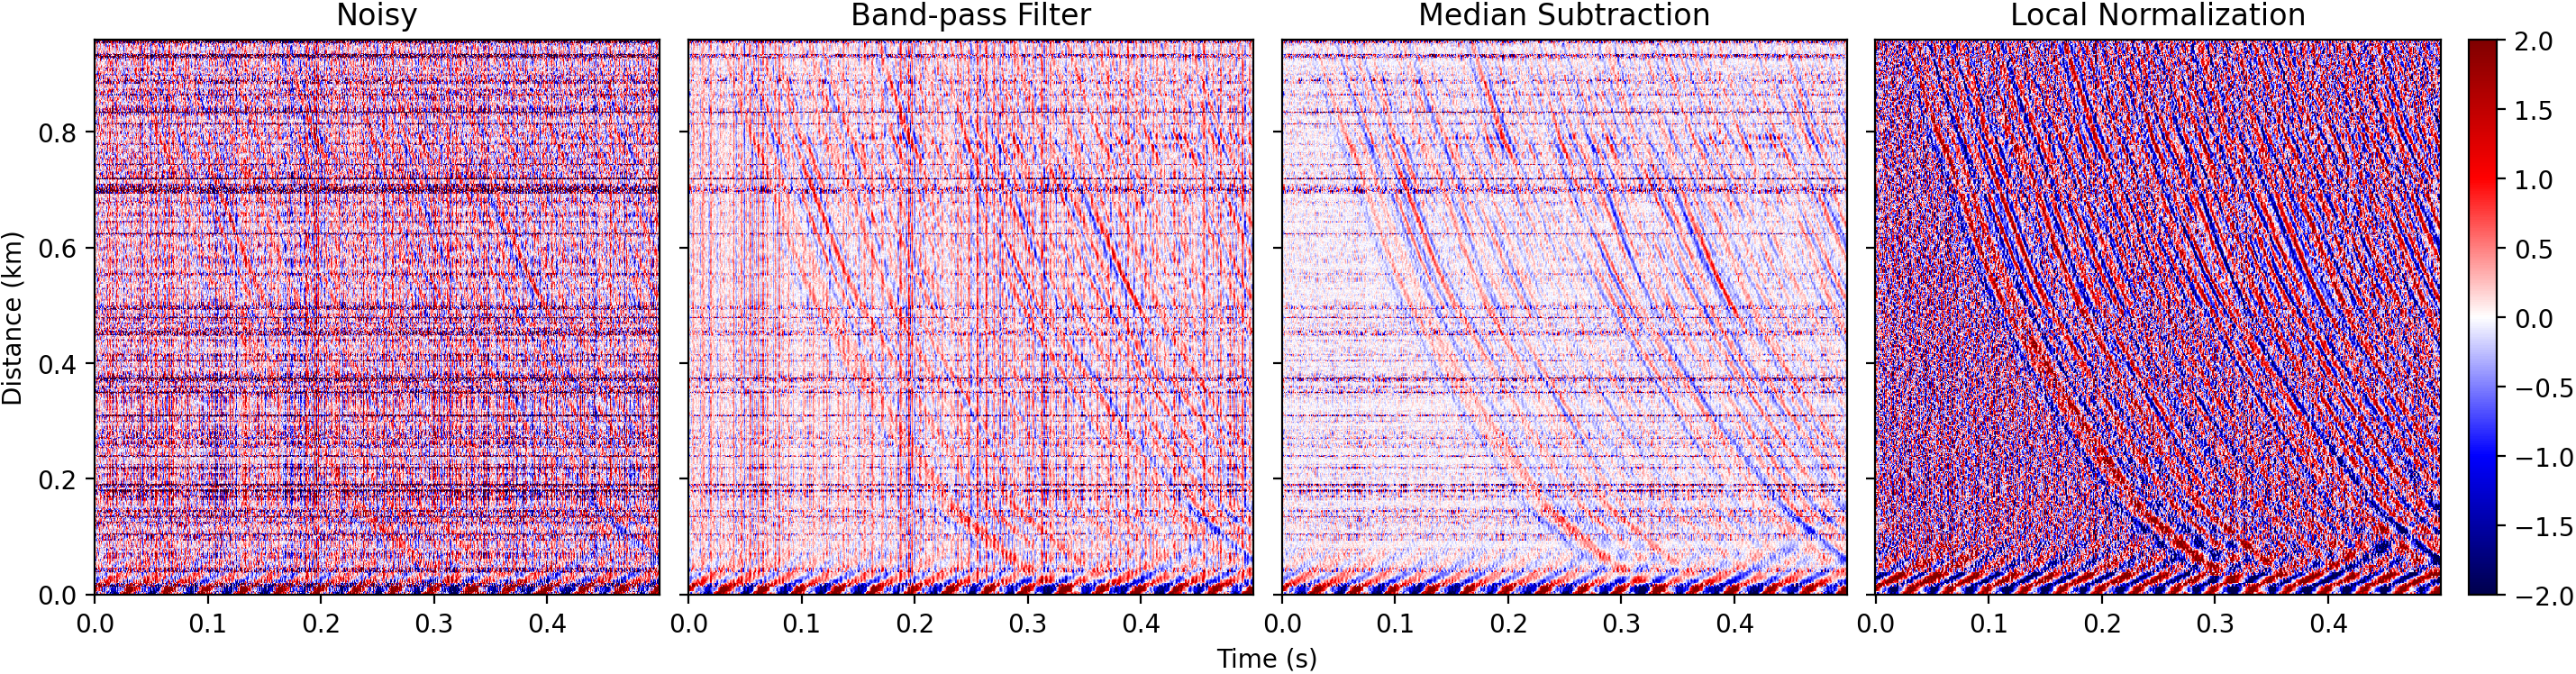 Noisy
Band-pass Filter
Median Subtraction
Local Normalization
Distance (km)
0.8
0.6
0.4
0.2
0.0
0.0 0.1 0.2 0.3 0.4
0.0 0.1 0.2 0.3 0.4
0.0 0.1 0.2 0.3 0.4
0.0 0.1 0.2 0.3 0.4
Time (s)
2.0
1.5
1.0
0.5
0.0
−0.5
−1.0
−1.5
−2.0